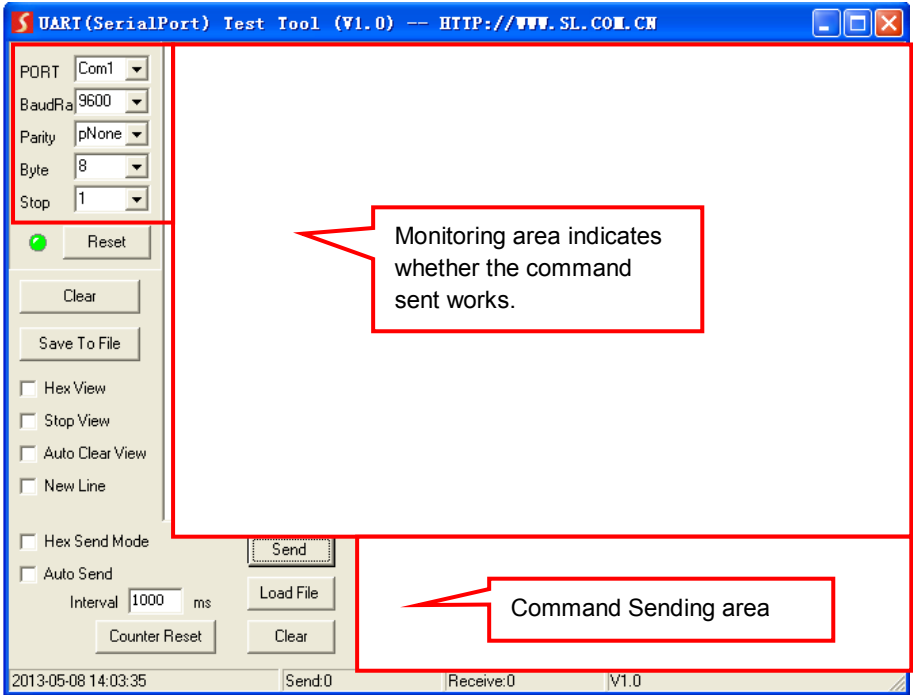 UART(SerialPort) Test Tool (V1.0) -- HTTP://WWW.SL.COM.CN
PORT Com1
BaudRa 9600
Parity pNone
Byte 8
Stop 1
Reset
Clear
Save To File
Hex View
Stop View
Auto Clear View
New Line
Monitoring area indicates
whether the command
sent works.
Hex Send Mode
Auto Send
Interval 1000 ms
Counter Reset
Send
Load File
Clear
Command Sending area
2013-05-08 14:03:35 Send:0 Receive:0 V1.0